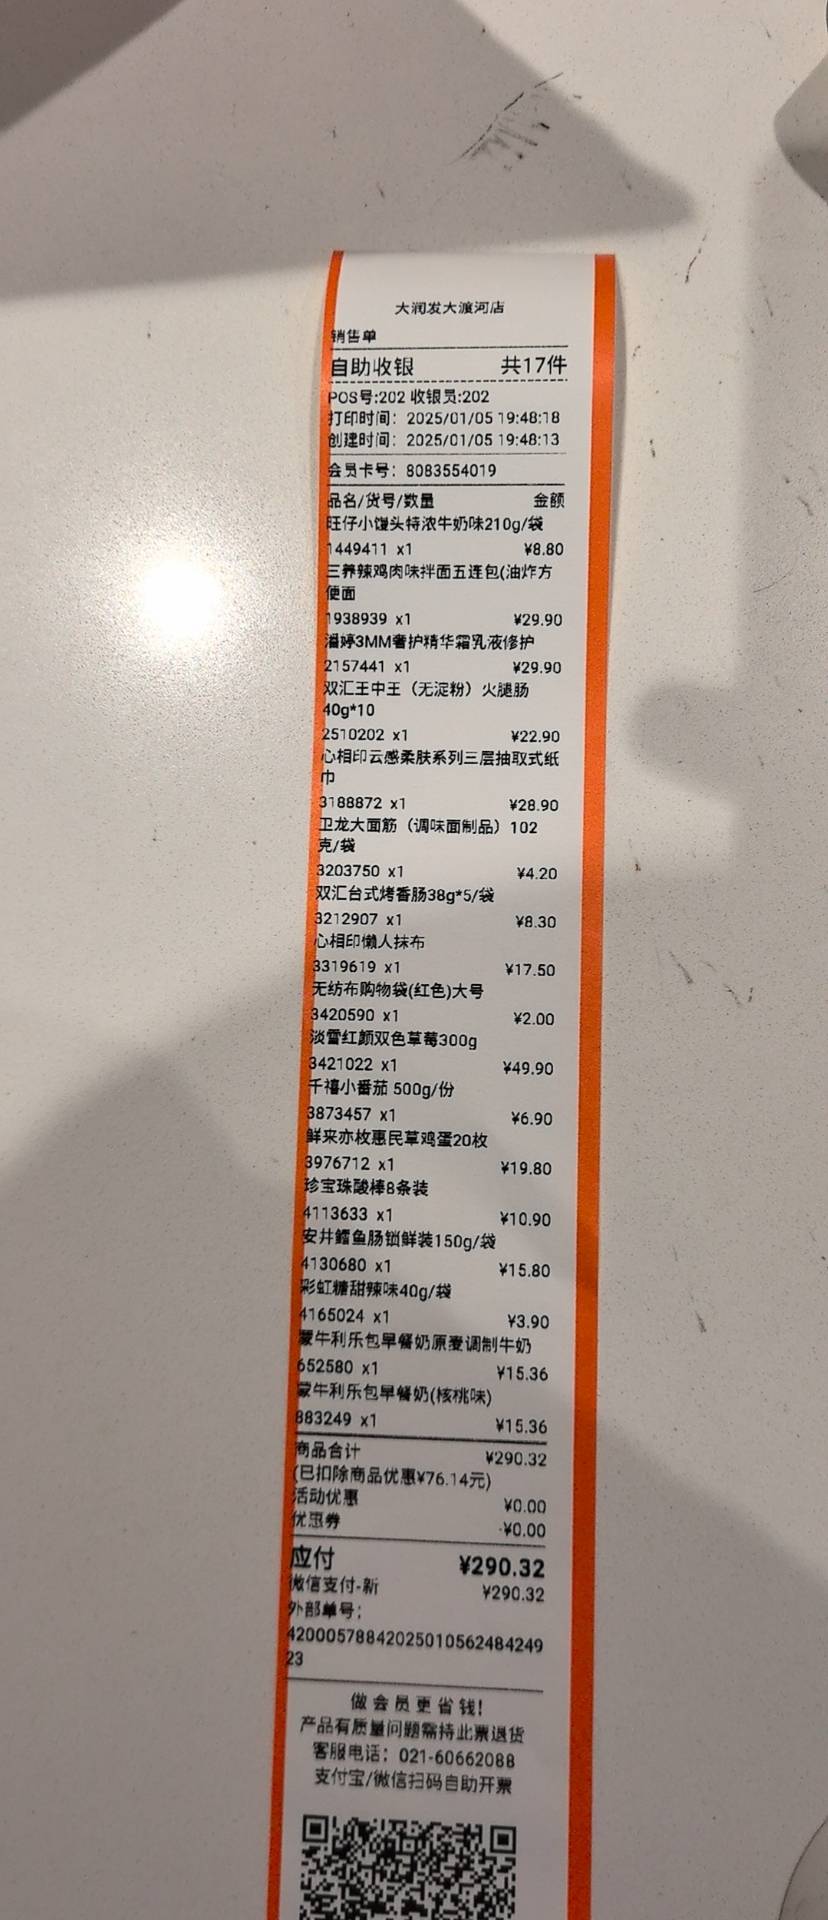 大润发大渡河店
销售单
自助收银 共17件
POS号:202 收银员:202
打印时间: 2025/01/05 19:48:18
创建时间: 2025/01/05 19:48:13
会员卡号: 8083554019
品名/货号/数量 金额
旺仔小馒头特浓牛奶味210g/袋
1449411 x1 ¥8.80
三养辣鸡肉味拌面五连包(油炸方
便面
1938939 x1 ¥29.90
潘婷3MM奢护精华霜乳液修护
2157441 x1 ¥29.90
双汇王中王（无淀粉）火腿肠
40g*10
2510202 x1 ¥22.90
心相印云感柔肤系列三层抽取式纸
巾
3188872 x1 ¥28.90
卫龙大面筋（调味面制品）102
克/袋
3203750 x1 ¥4.20
双汇台式烤香肠38g*5/袋
3212907 x1 ¥8.30
心相印懒人抹布
3319619 x1 ¥17.50
无纺布购物袋(红色)大号
3420590 x1 ¥2.00
淡雪红颜双色草莓300g
3421022 x1 ¥49.90
千禧小番茄 500g/份
3873457 x1 ¥6.90
鲜来亦枚惠民草鸡蛋20枚
3976712 x1 ¥19.80
珍宝珠酸棒8条装
4113633 x1 ¥10.90
安井鳕鱼肠锁鲜装150g/袋
4130680 x1 ¥15.80
彩虹糖甜辣味40g/袋
4165024 x1 ¥3.90
蒙牛利乐包早餐奶原麦调制牛奶
652580 x1 ¥15.36
蒙牛利乐包早餐奶(核桃味)
883249 x1 ¥15.36
商品合计 ¥290.32
(已扣除商品优惠¥76.14元)
活动优惠 ¥0.00
优惠券 -¥0.00
应付 ¥290.32
微信支付-新 ¥290.32
外部单号:
42000578842025010562484249
23
做会员更省钱!
产品有质量问题需持此票退货
客服电话: 021-60662088
支付宝/微信扫码自助开票